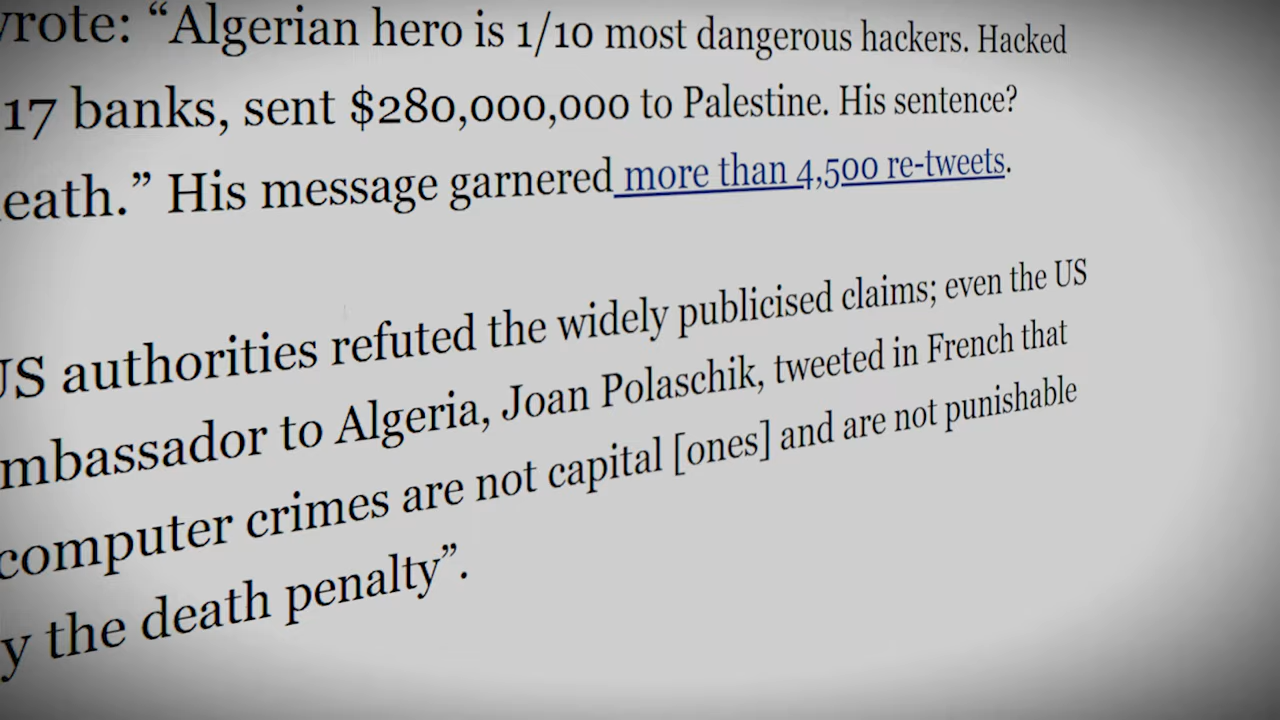 wrote: “Algerian hero is 1/10 most dangerous hackers. Hacked
17 banks, sent $280,000,000 to Palestine. His sentence?
eath.” His message garnered more than 4,500 re-tweets.
US authorities refuted the widely publicised claims; even the US
mbassador to Algeria, Joan Polaschik, tweeted in French that
computer crimes are not capital [ones] and are not punishable
y the death penalty”.